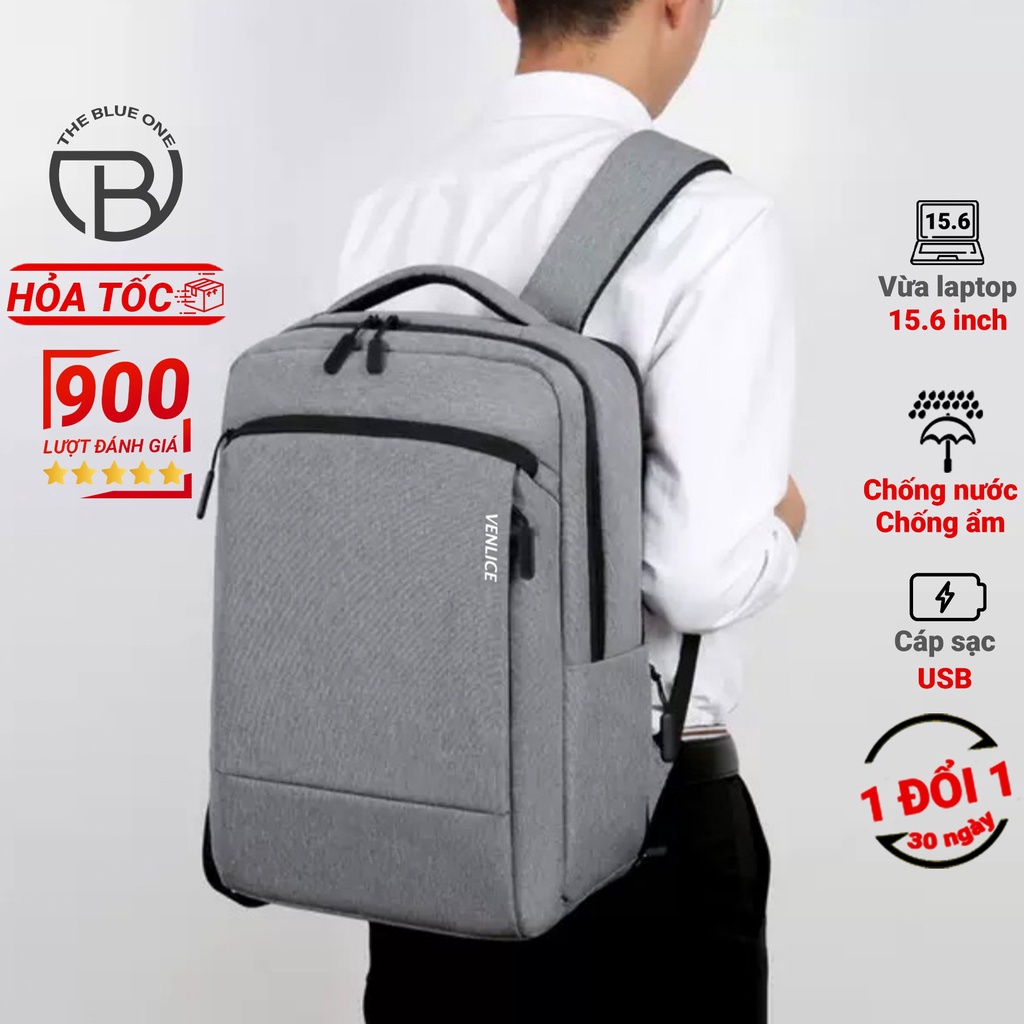 THE BLUE ONE
B
HỎA TỐC
900
LƯỢT ĐÁNH GIÁ
VENLICE
15.6
Vừa laptop
15.6 inch
Chống nước
Chống ẩm
Cáp sạc
USB
1 ĐỔI 1
30 ngày